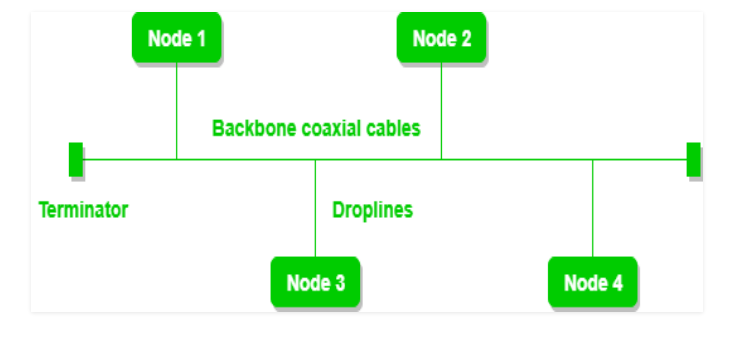 Node 1
Node 2
Backbone coaxial cables
Terminator
Droplines
Node 3
Node 4